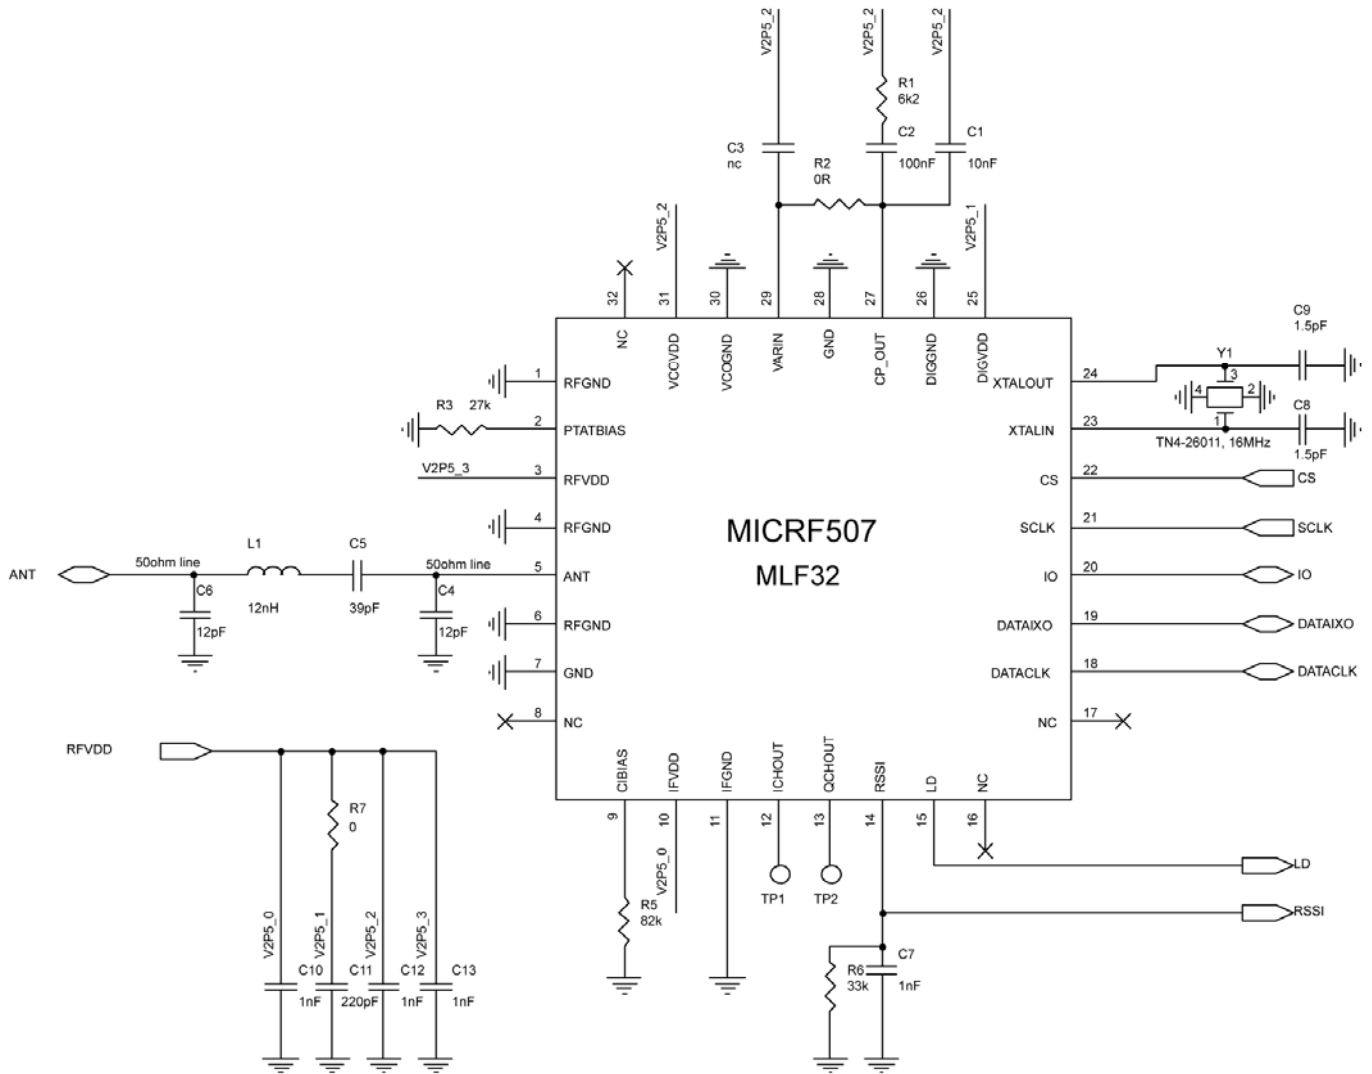 V2P5_2
V2P5_2
V2P5_2
R1
6k2
C3
nc
R2
0R
C2
100nF
C1
10nF
V2P5_2
V2P5_1
32
31
30
29
28
27
26
25
NC
VCOVDD
VCOGND
VARIN
GND
CP_OUT
DIGGND
DIGVDD
C9
1.5pF
1 RFGND
XTALOUT 24
Y1
3
4
2
R3 27k
2 PTATBIAS
XTALIN 23
1
C8
TN4-26011, 16MHz
1.5pF
V2P5_3
3 RFVDD
CS 22
CS
4 RFGND
SCLK 21
SCLK
MICRF507
MLF32
ANT
50ohm line
L1
C5
50ohm line
5 ANT
IO 20
IO
C6
12pF
12nH
39pF
C4
12pF
6 RFGND
DATAIXO 19
DATAIXO
7 GND
DATACLK 18
DATACLK
8 NC
NC 17
RFVDD
CIBIAS
IFVDD
IFGND
ICHOUT
QCHOUT
RSSI
LD
NC
9
10
11
12
13
14
15
16
R7
0
V2P5_0
TP1
TP2
LD
R5
82k
RSSI
V2P5_0
V2P5_1
V2P5_2
V2P5_3
C10
1nF
C11
220pF
C12
1nF
C13
1nF
R6
33k
C7
1nF